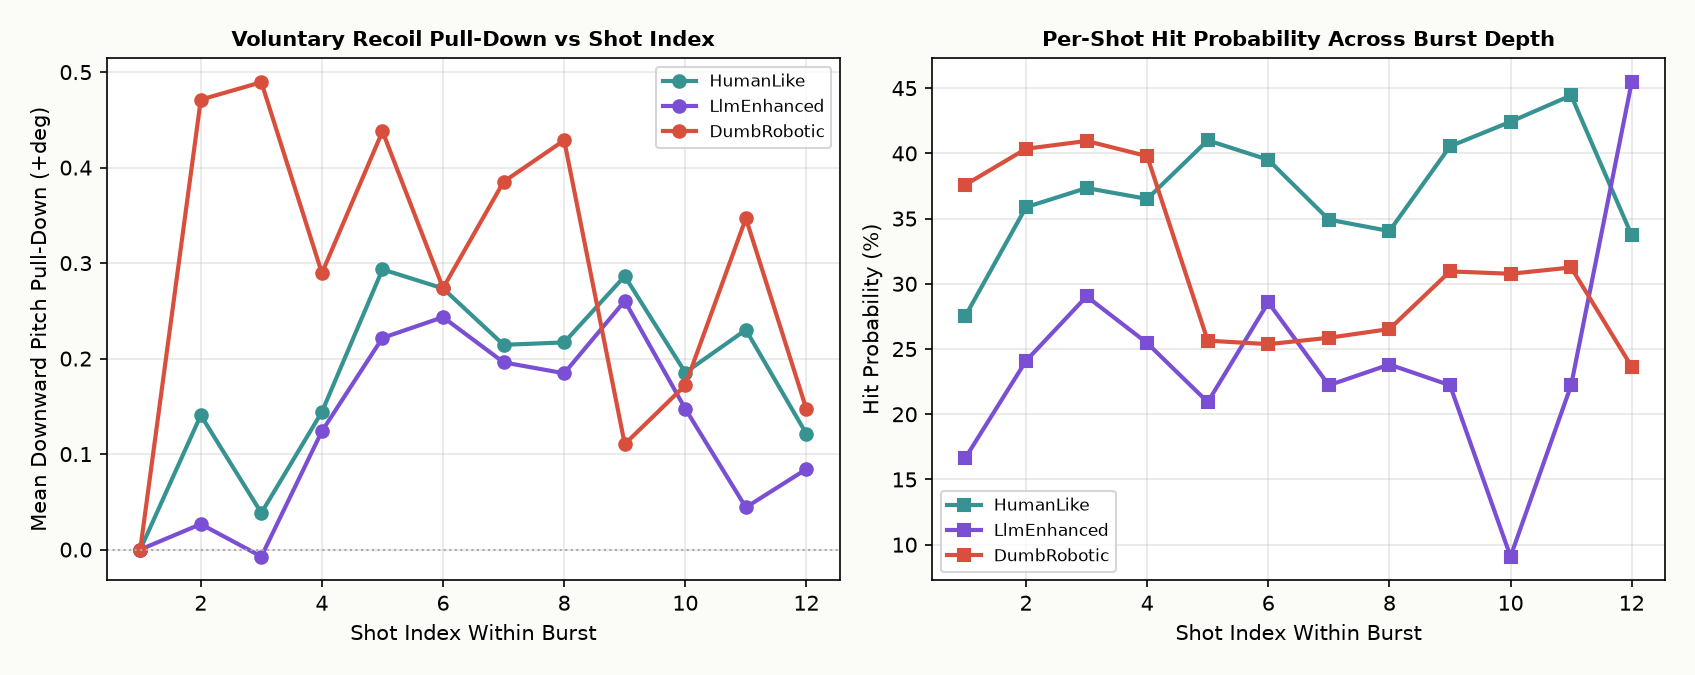 Voluntary Recoil Pull-Down vs Shot Index
Mean Downward Pitch Pull-Down (+deg)
0.5
0.4
0.3
0.2
0.1
0.0
HumanLike
LlmEnhanced
DumbRobotic
2 4 6 8 10 12
Shot Index Within Burst
Per-Shot Hit Probability Across Burst Depth
Hit Probability (%)
45
40
35
30
25
20
15
10
HumanLike
LlmEnhanced
DumbRobotic
2 4 6 8 10 12
Shot Index Within Burst